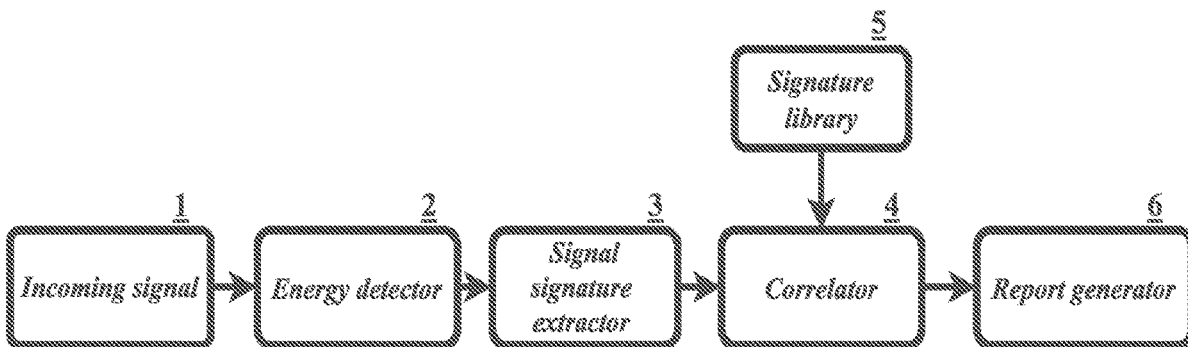 5
Signature
library
1
2
3
4
6
Incoming signal
Energy detector
Signal
signature
extractor
Correlator
Report generator